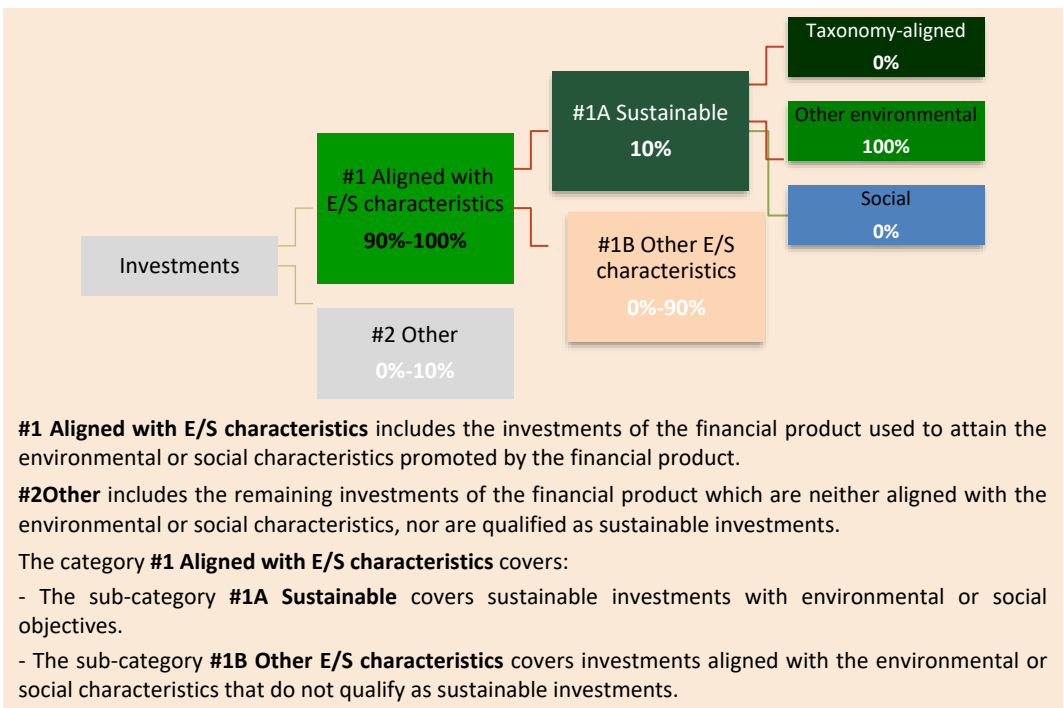 Taxonomy-aligned
0%
#1A Sustainable
10%
Other environmental
100%
#1 Aligned with
E/S characteristics
90%-100%
Social
0%
#1B Other E/S
characteristics
0%-90%
Investments
#2 Other
0%-10%
#1 Aligned with E/S characteristics includes the investments of the financial product used to attain the
environmental or social characteristics promoted by the financial product.
#2Other includes the remaining investments of the financial product which are neither aligned with the
environmental or social characteristics, nor are qualified as sustainable investments.
The category #1 Aligned with E/S characteristics covers:
- The sub-category #1A Sustainable covers sustainable investments with environmental or social
objectives.
- The sub-category #1B Other E/S characteristics covers investments aligned with the environmental or
social characteristics that do not qualify as sustainable investments.